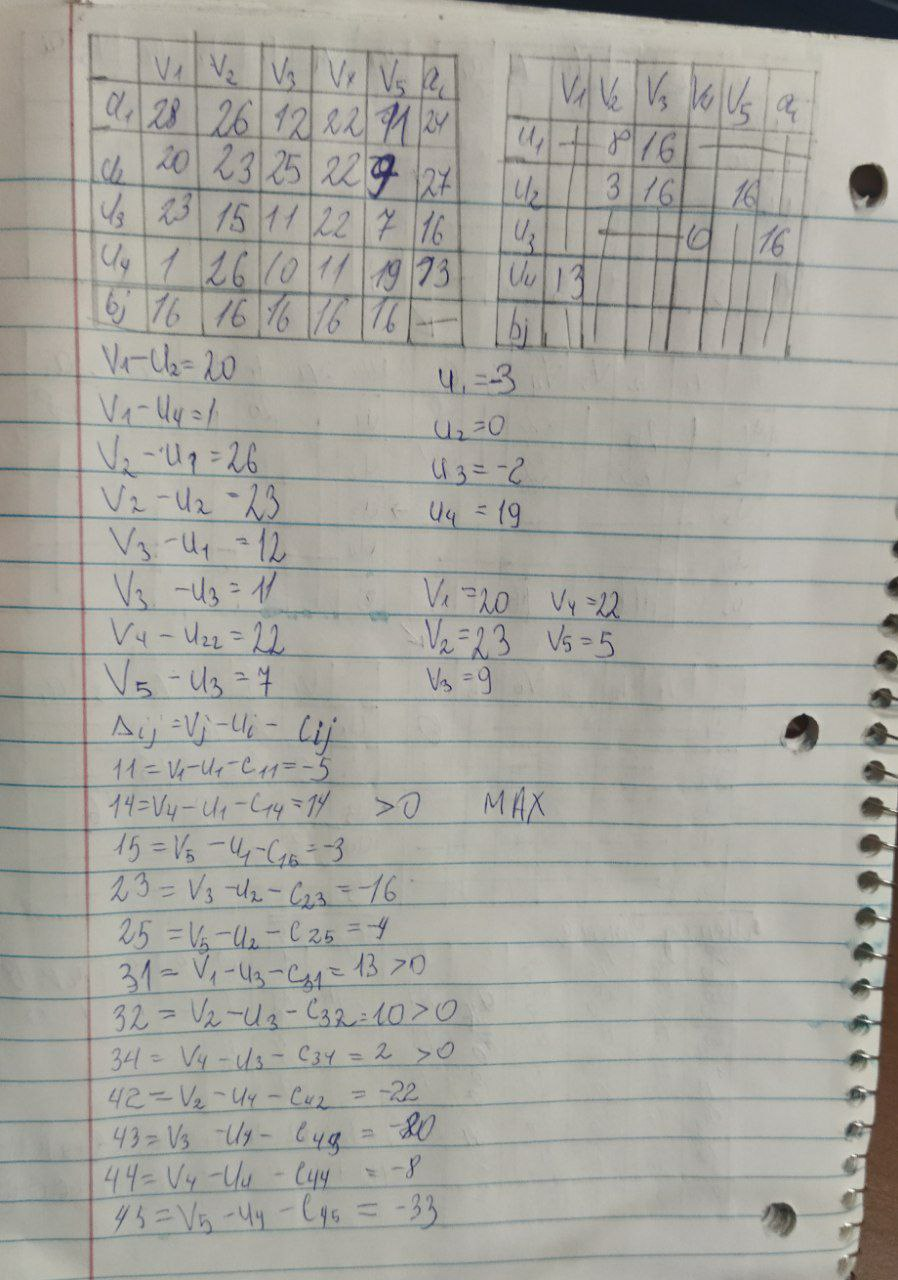 V1 V2 V3 V4 V5 ai
a1 28 26 12 22 11 24
20 23 25 22 9 27
u3 23 15 11 22 7 16
u4 1 26 10 11 19 13
bj 16 16 16 16 16 —
V1 V2 V3 V4 V5 ai
u1 8 16
u2 3 16 16
u3 0 16
u4 13
bj
V1-U2=20
V1-U4=1
V2-U1=26
V2-U2=23
V3-U1=12
V3-U3=11
V4-U22=22
V5-U3=7
u1=-3
u2=0
u3=-2
u4=19
V1=20 V4=22
V2=23 V5=5
V3=9
Δij=Vj-Ui-Cij
11=V1-U1-C11=-5
14=V4-U1-C14=14 >0 MAX
15=V5-U1-C15=-3
23=V3-U2-C23=-16
25=V5-U2-C25=-4
31=V1-U3-C31=13>0
32=V2-U3-C32=10>0
34=V4-U3-C34=2 >0
42=V2-U4-C42=-22
43=V3-U4-C43=-20
44=V4-U4-C44=-8
45=V5-U4-C45=-33